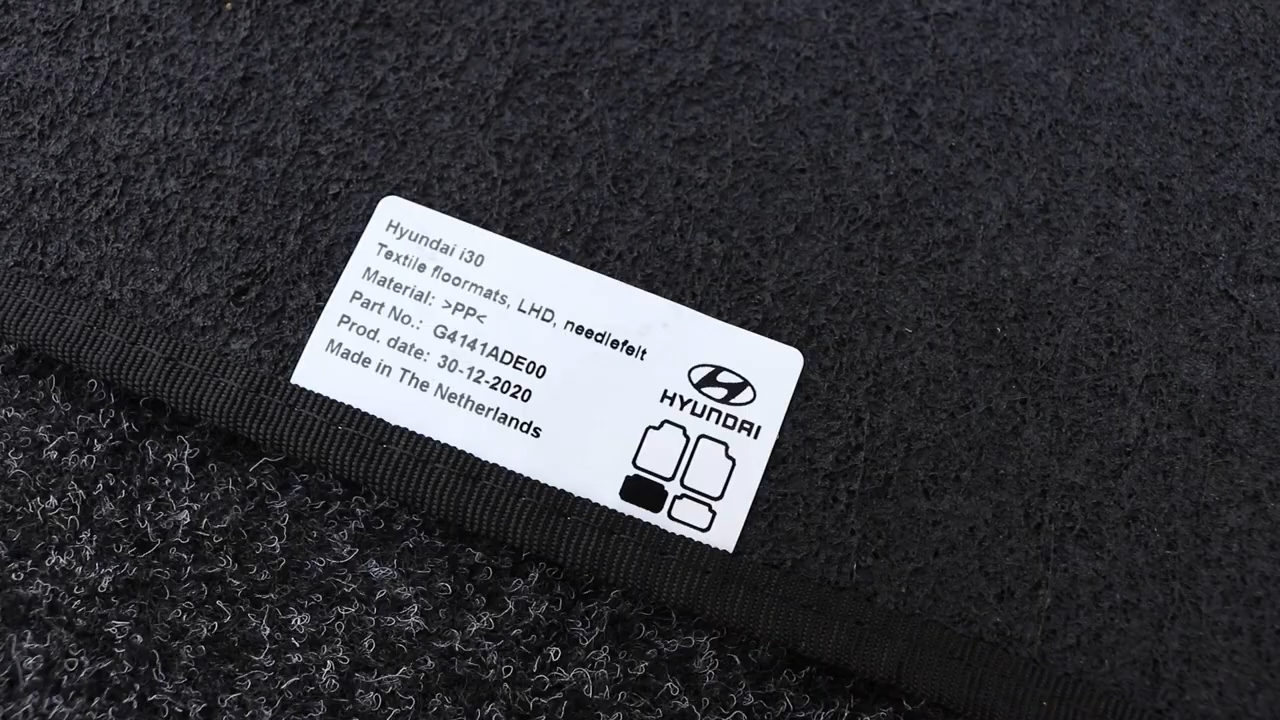 Hyundai i30
Textile floormats, LHD, needlefelt
Material: >PP<
Part No.: G4141ADE00
Prod. date: 30-12-2020
Made in The Netherlands
HYUNDAI